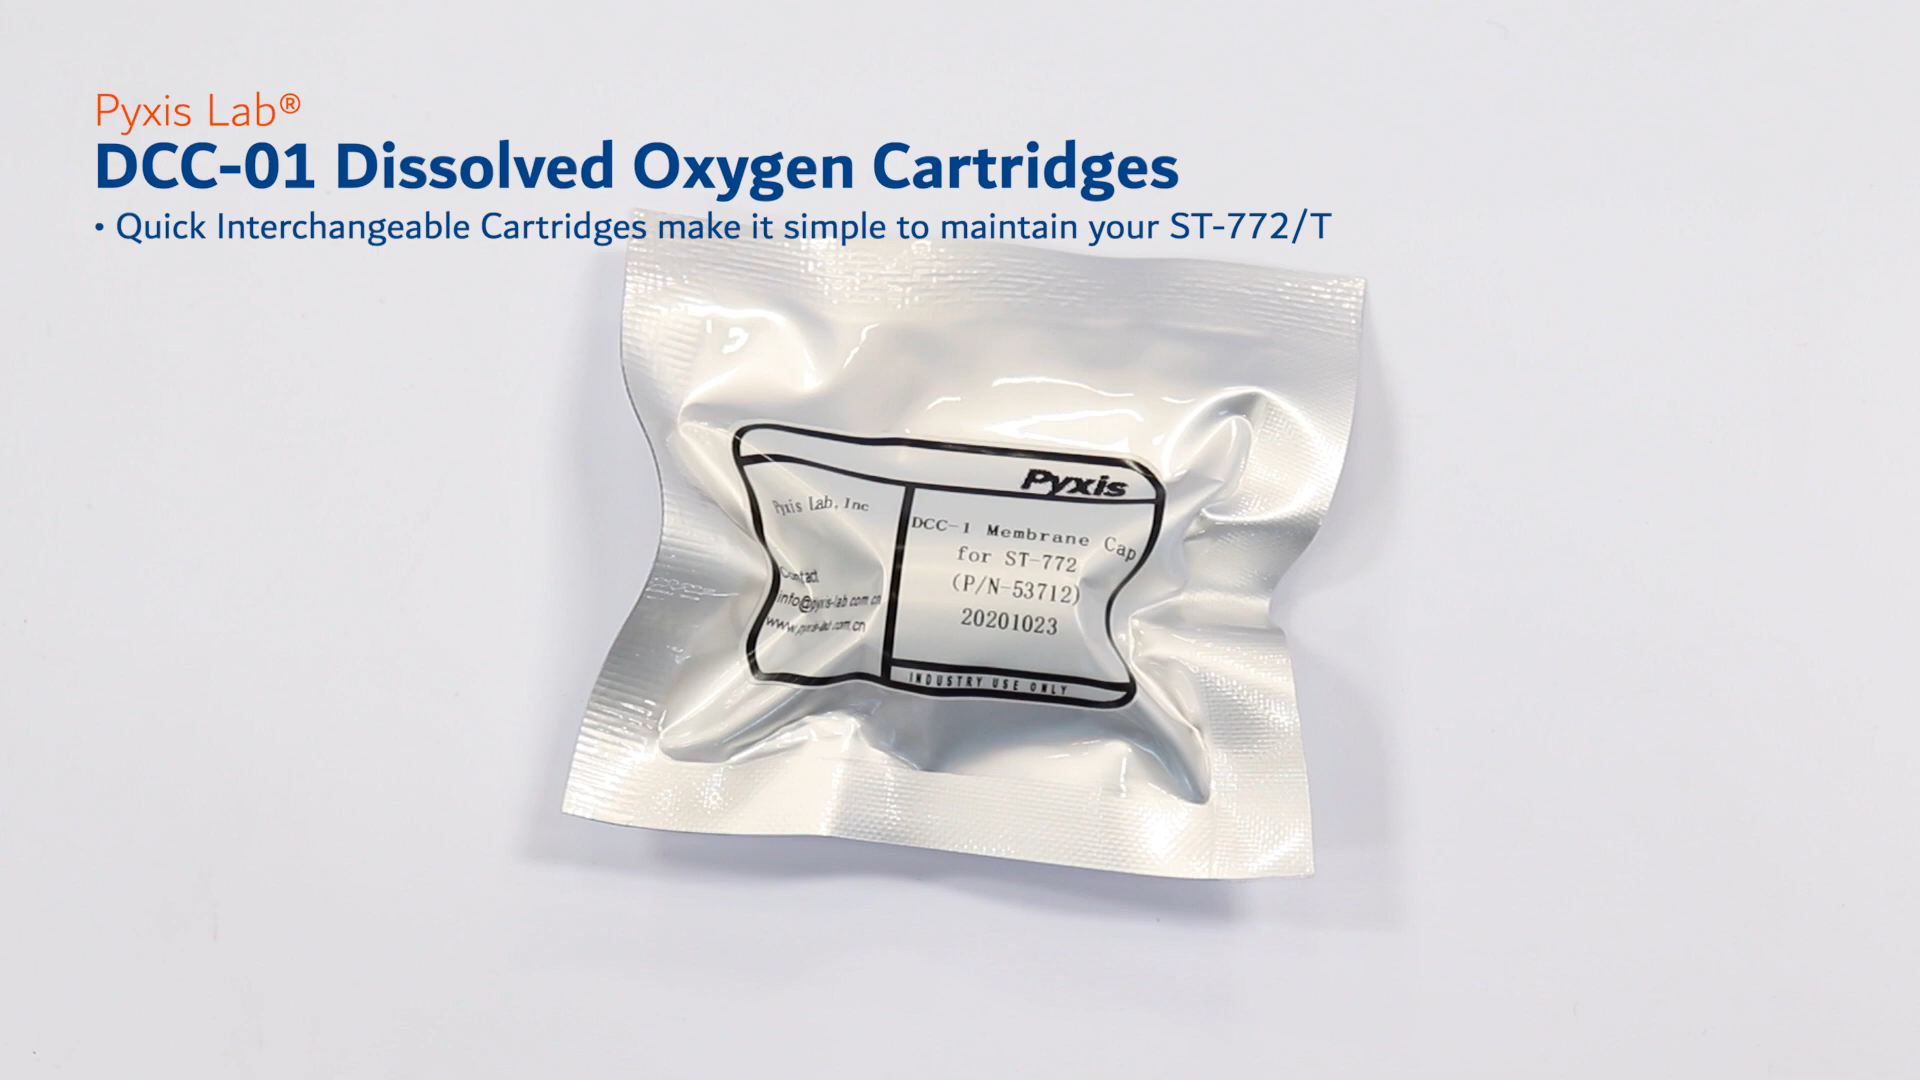 Pyxis Lab®
DCC-01 Dissolved Oxygen Cartridges
• Quick Interchangeable Cartridges make it simple to maintain your ST-772/T
Pyxis
Pyxis Lab, Inc
Contact
info@pyxis-lab.com.cn
www.pyxis-lab.com.cn
DCC-1 Membrane Cap
for ST-772
(P/N-53712)
20201023
INDUSTRY USE ONLY